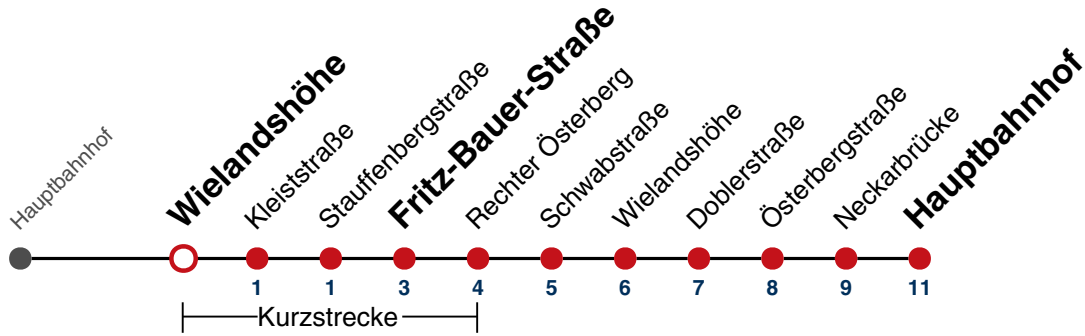 Hauptbahnhof
Wielandshöhe
Kleiststraße
Stauffenbergstraße
Fritz-Bauer-Straße
Rechter Österberg
Schwabstraße
Wielandshöhe
Doblerstraße
Österbergstraße
Neckarbrücke
Hauptbahnhof
1 1 3 4 5 6 7 8 9 11
Kurzstrecke